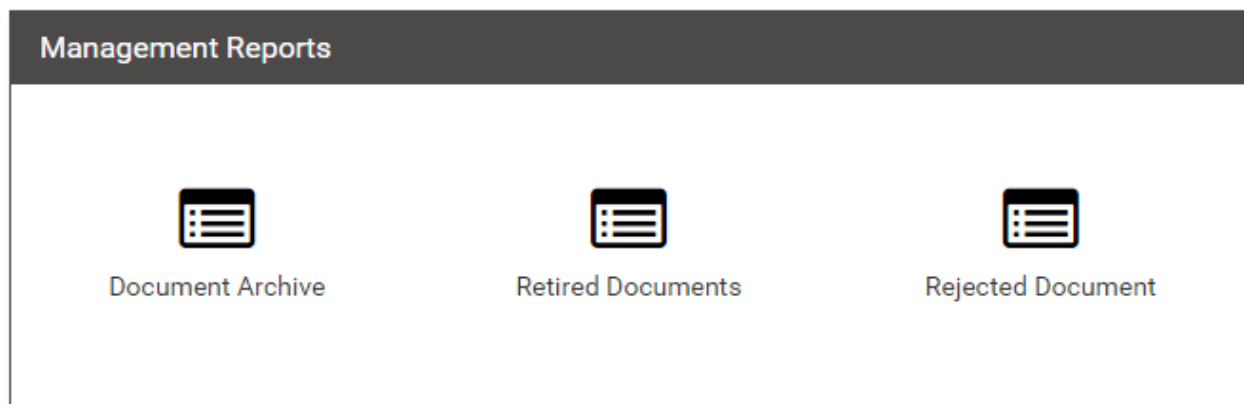 Management Reports
Document Archive
Retired Documents
Rejected Document